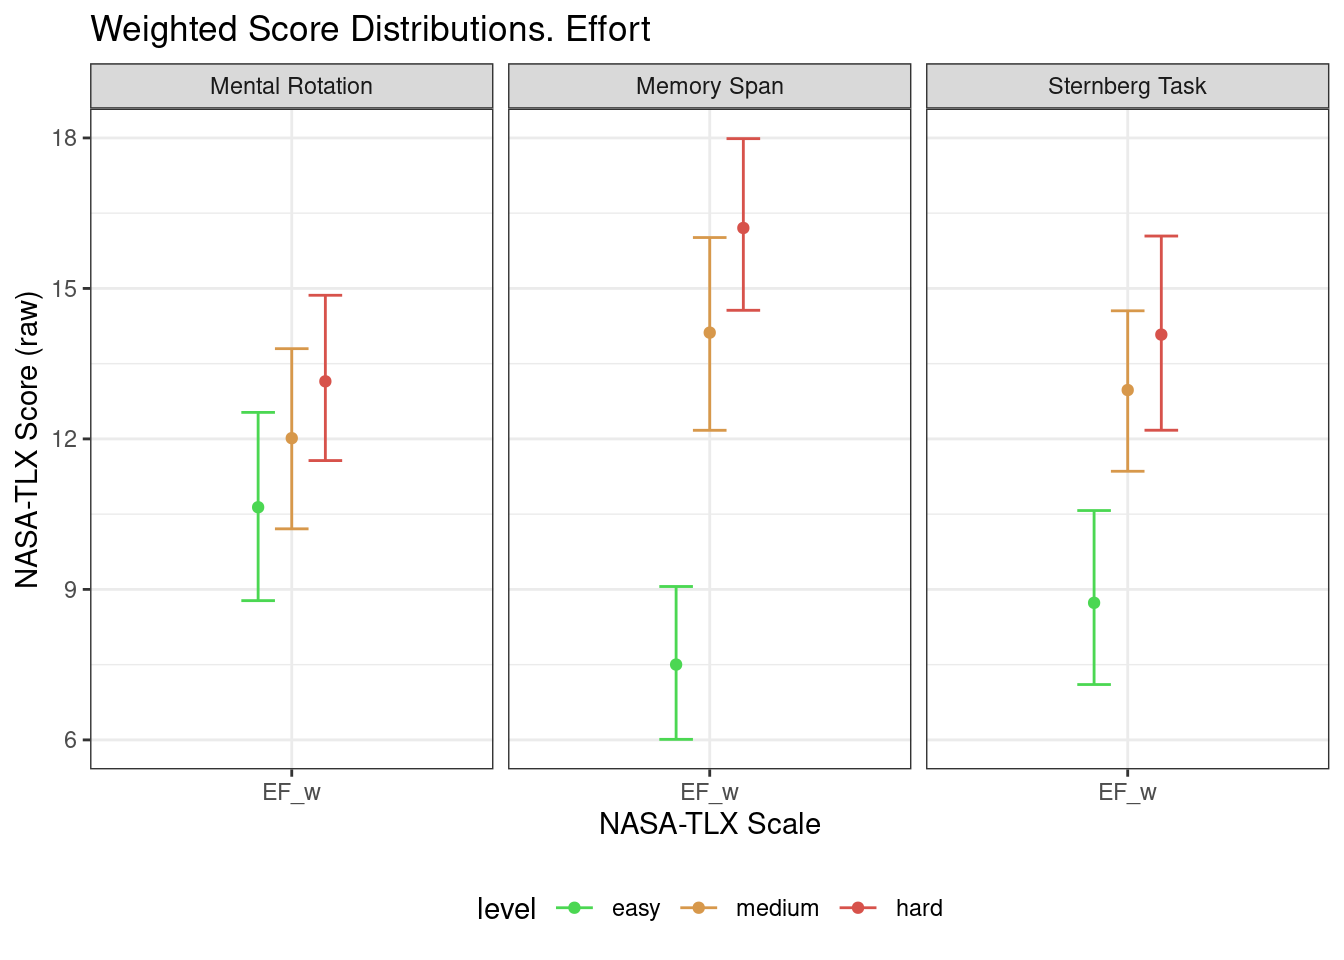 Weighted Score Distributions. Effort
Mental Rotation
Memory Span
Sternberg Task
NASA-TLX Score (raw)
18
15
12
9
6
EF_w
EF_w
EF_w
NASA-TLX Scale
level easy medium hard